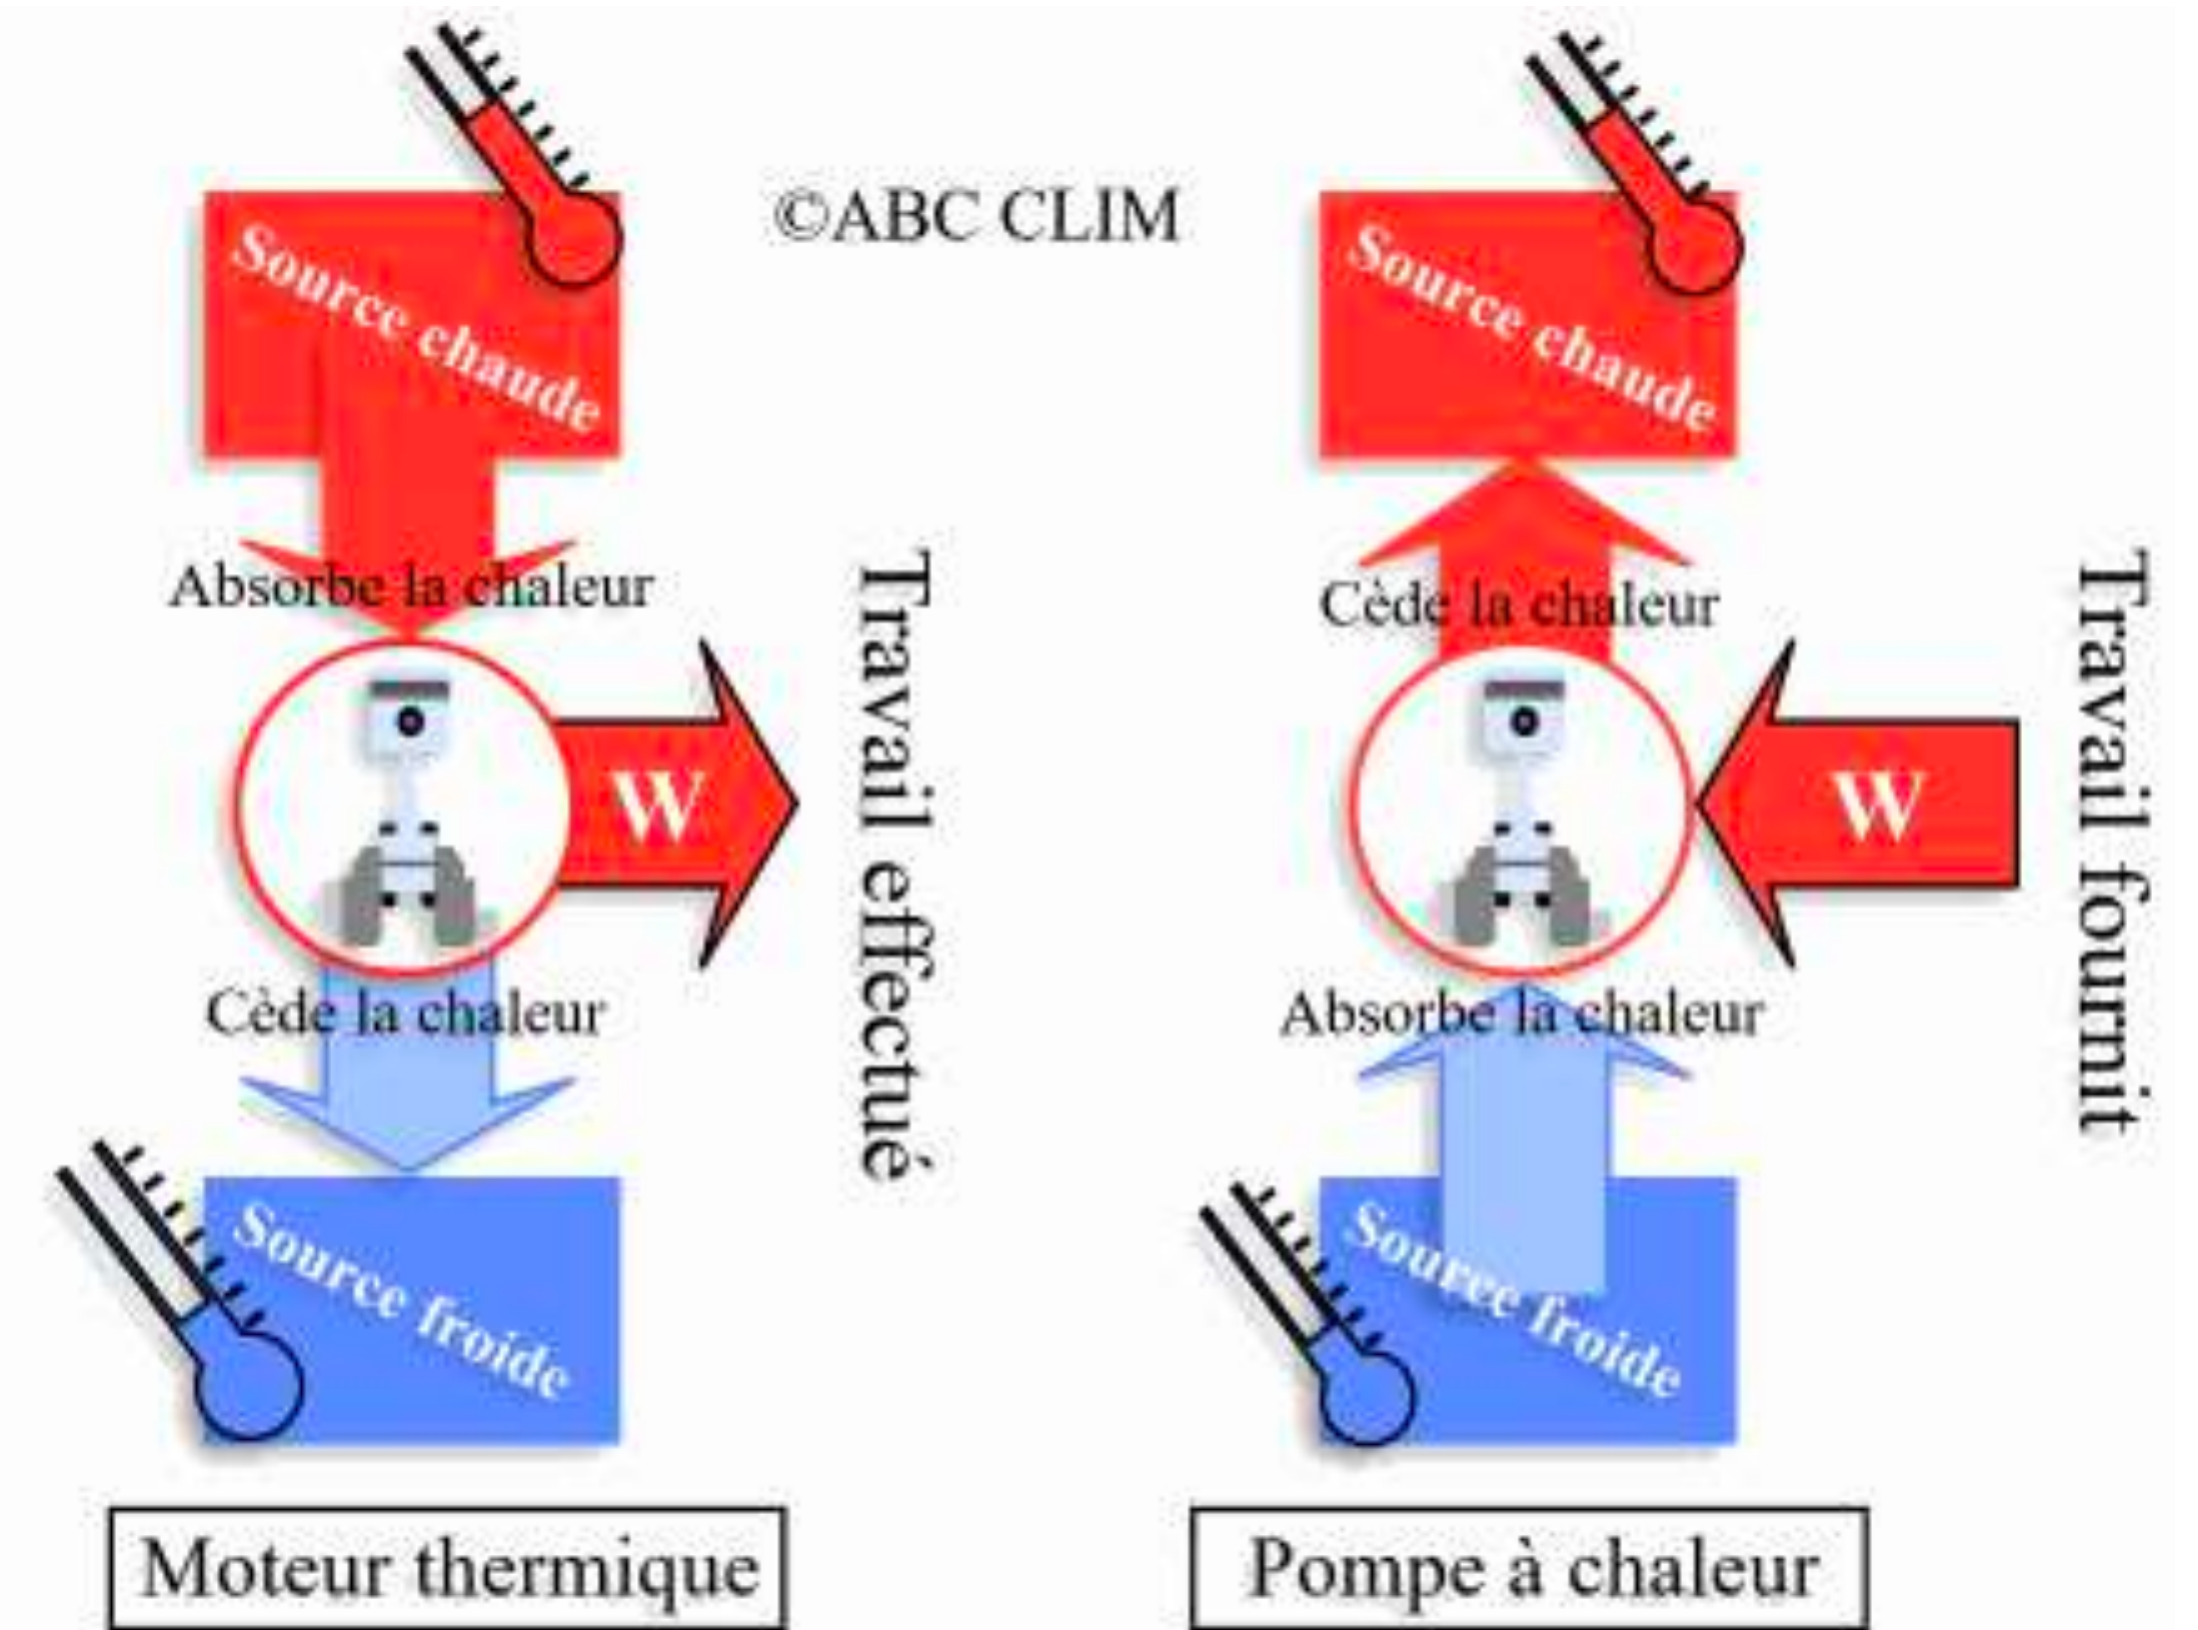 ©ABC CLIM
Source chaude
Absorbe la chaleur
W
Travail effectué
Cède la chaleur
Source froide
Moteur thermique
Source chaude
Cède la chaleur
W
Travail fournit
Absorbe la chaleur
Source froide
Pompe à chaleur